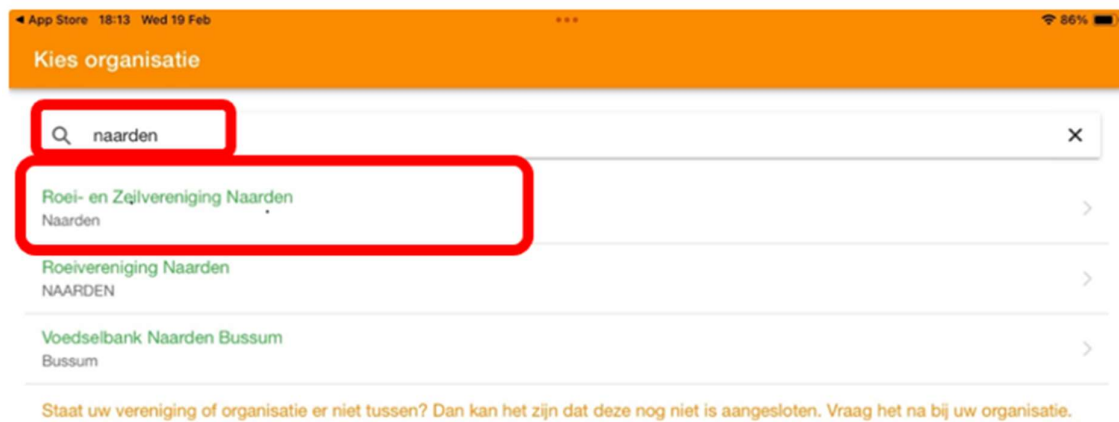 App Store 18:13 Wed 19 Feb 86%
Kies organisatie
naarden
Roei- en Zeilvereniging Naarden
Naarden
Roeivereniging Naarden
NAARDEN
Voedselbank Naarden Bussum
Bussum
Staat uw vereniging of organisatie er niet tussen? Dan kan het zijn dat deze nog niet is aangesloten. Vraag het na bij uw organisatie.